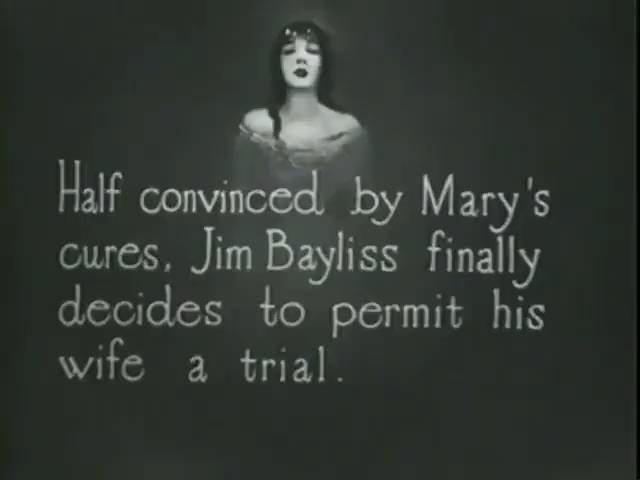 Half convinced by Mary's
cures, Jim Bayliss finally
decides to permit his
wife a trial.